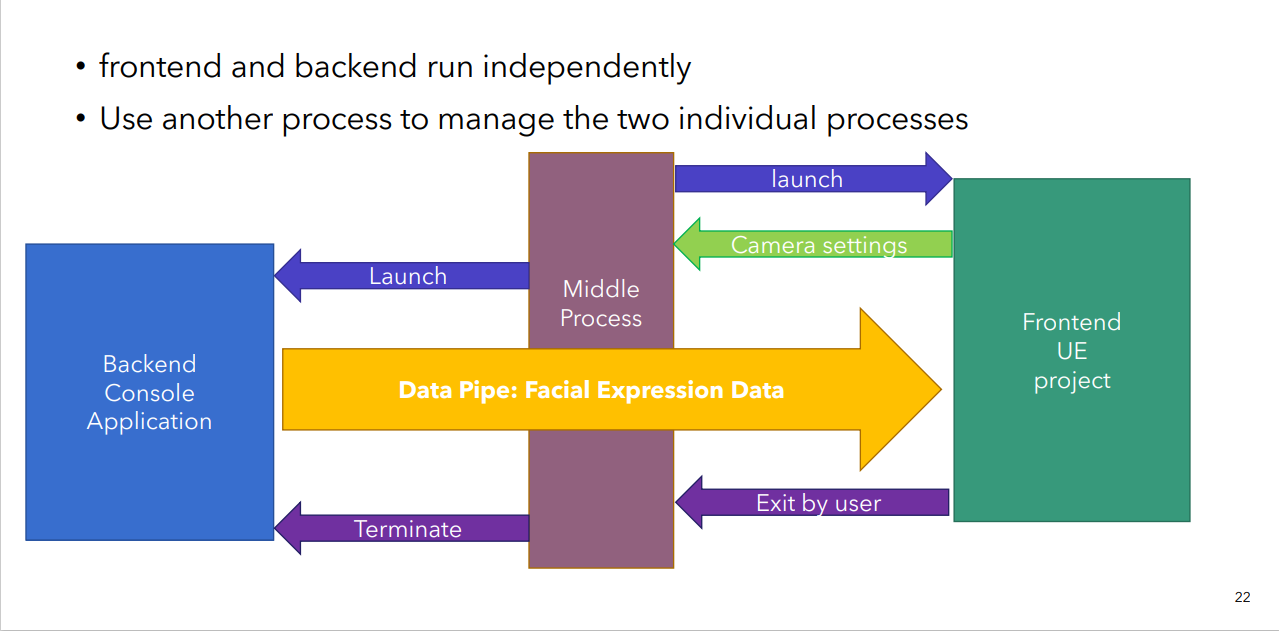 • frontend and backend run independently
• Use another process to manage the two individual processes
launch
Camera settings
Launch
Middle
Process
Frontend
UE
project
Backend
Console
Application
Data Pipe: Facial Expression Data
Exit by user
Terminate
22